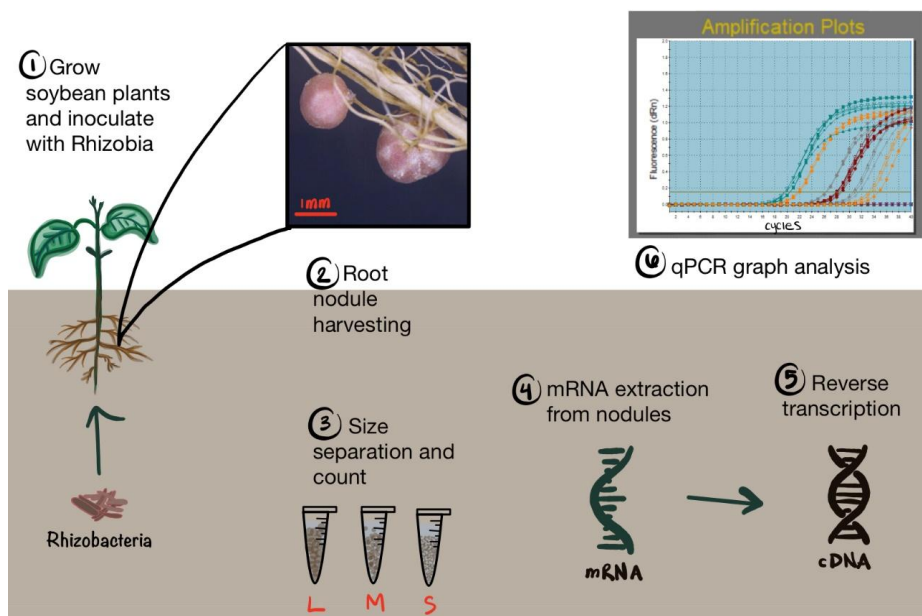 ① Grow
soybean plants
and inoculate
with Rhizobia
1mm
② Root
nodule
harvesting
③ Size
separation and
count
L M S
Rhizobacteria
④ mRNA extraction
from nodules
mRNA
⑤ Reverse
transcription
cDNA
Amplification Plots
Fluorescence (dRn)
cycles
⑥ qPCR graph analysis